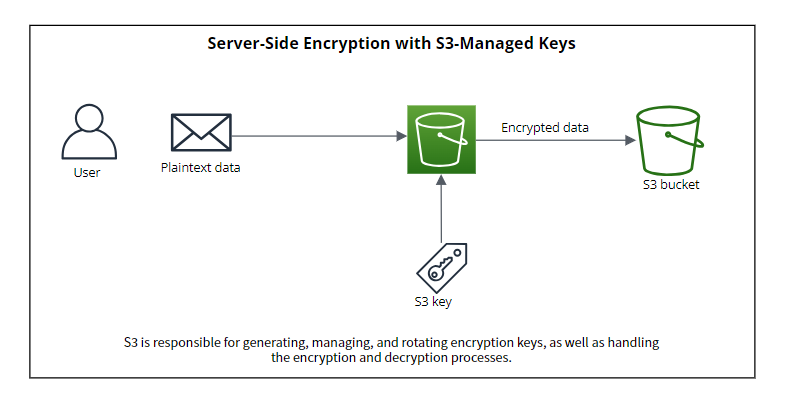 Server-Side Encryption with S3-Managed Keys
Encrypted data
User
Plaintext data
S3 bucket
S3 key
S3 is responsible for generating, managing, and rotating encryption keys, as well as handling
the encryption and decryption processes.